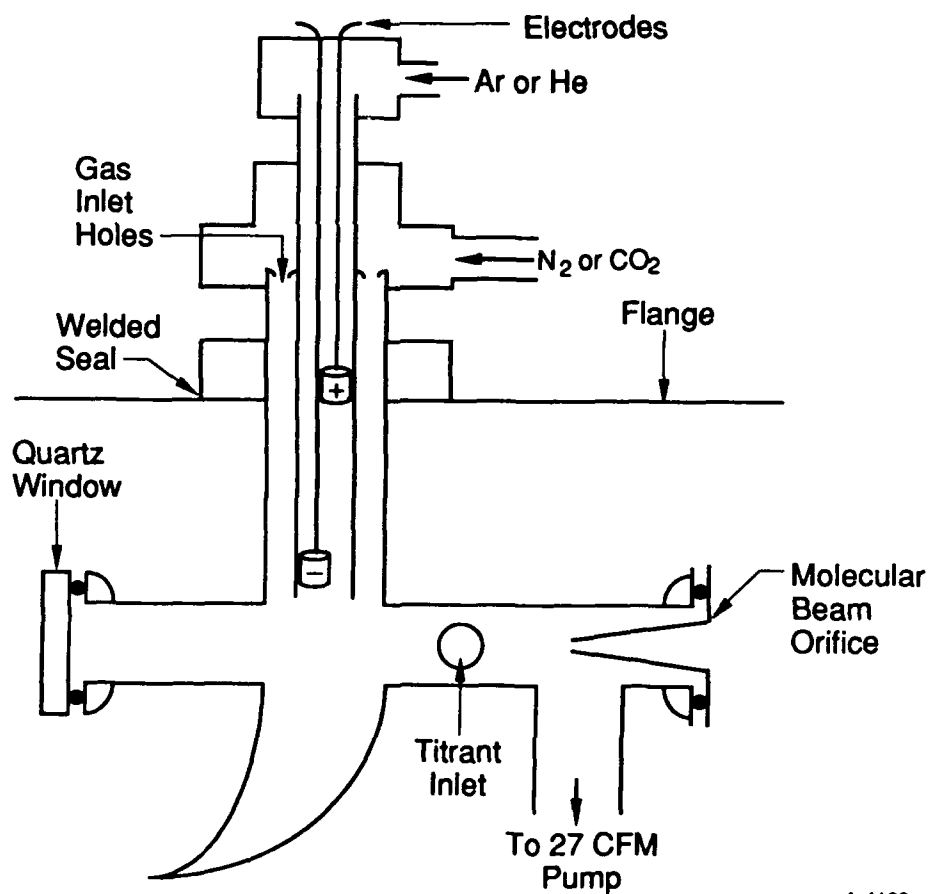 Electrodes
Ar or He
Gas
Inlet
Holes
N2 or CO2
Welded
Seal
Flange
Quartz
Window
+
−
Molecular
Beam
Orifice
Titrant
Inlet
To 27 CFM
Pump